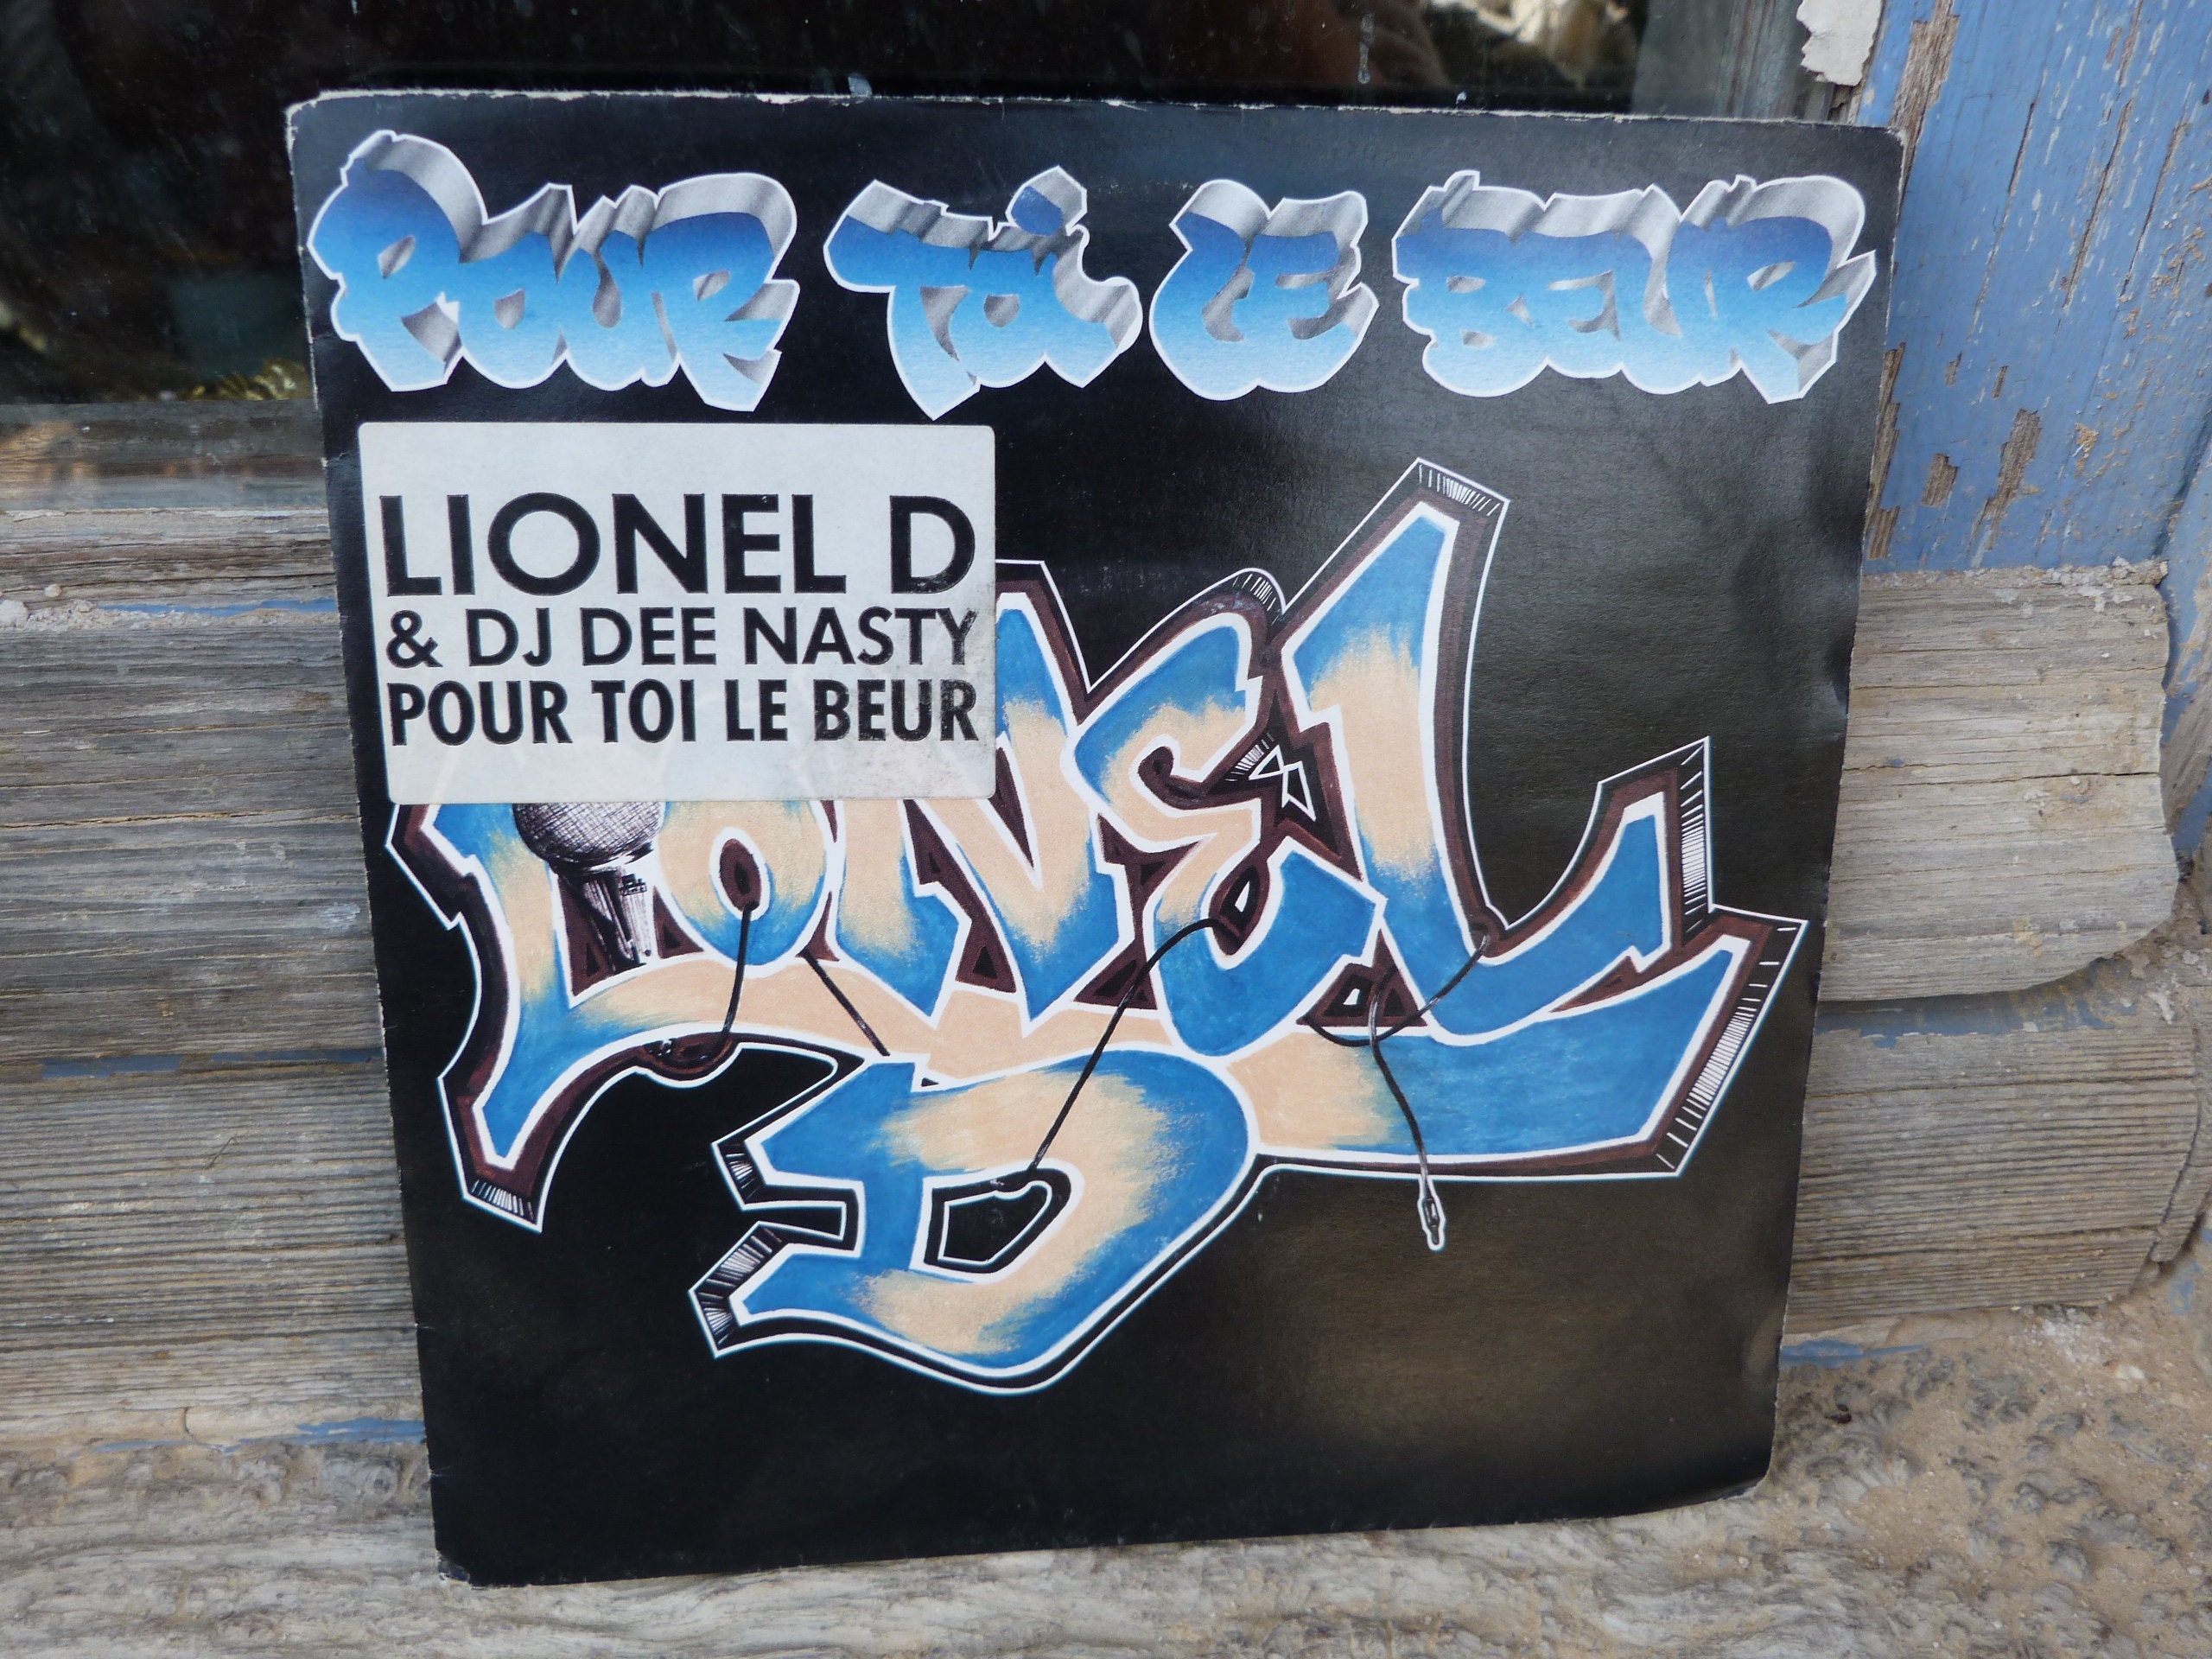 POUR TOI LE BEUR
LIONEL D
& DJ DEE NASTY
POUR TOI LE BEUR
LIONEL
D